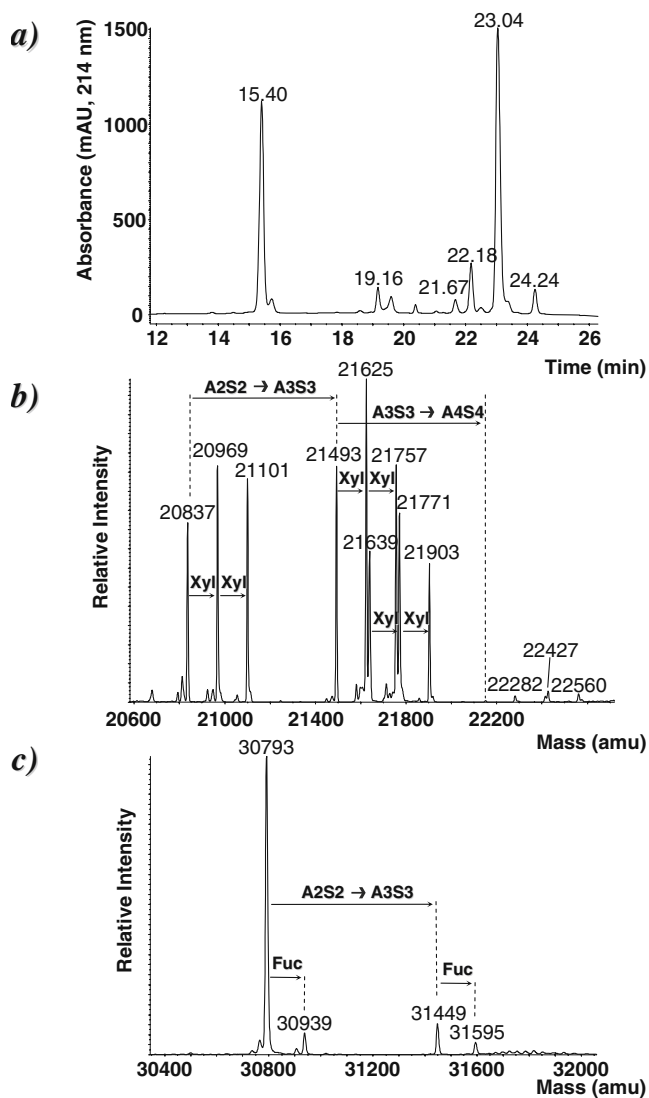 a)
Absorbance (mAU, 214 nm)
1500
1000
500
0
15.40
19.16
21.67
22.18
23.04
24.24
12 14 16 18 20 22 24 26
Time (min)
b)
Relative Intensity
A2S2 → A3S3
A3S3 → A4S4
21625
20969
21101
21493
21757
20837
21771
21639
21903
Xyl Xyl
Xyl Xyl
Xyl Xyl
22427
22282 22560
20600 21000 21400 21800 22200
Mass (amu)
c)
Relative Intensity
30793
A2S2 → A3S3
Fuc
Fuc
30939
31449
31595
30400 30800 31200 31600 32000
Mass (amu)